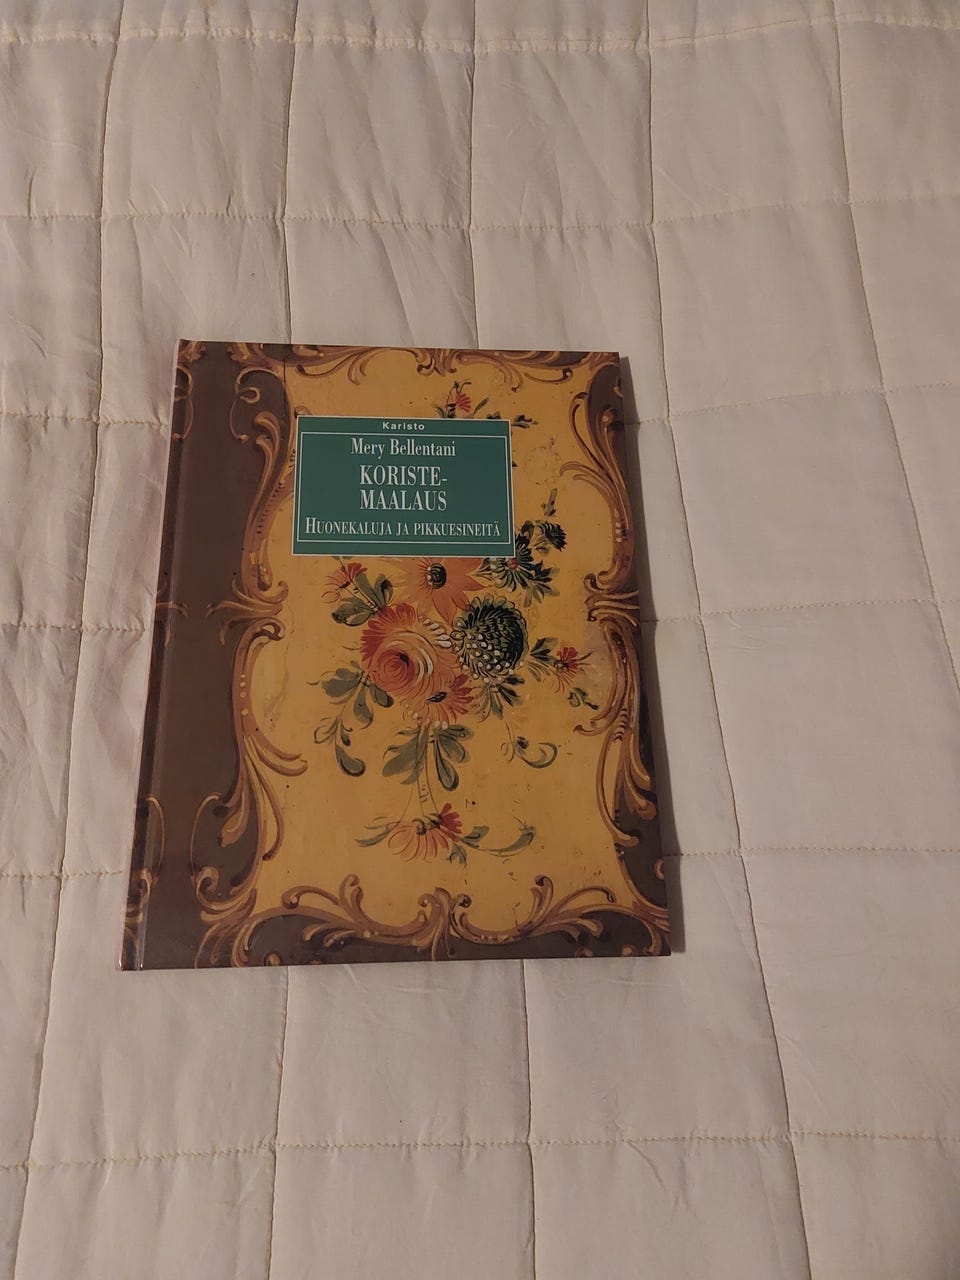 Karisto
Mery Bellentani
KORISTE-
MAALAUS
HUONEKALUJA JA PIKKUESINEITÄ